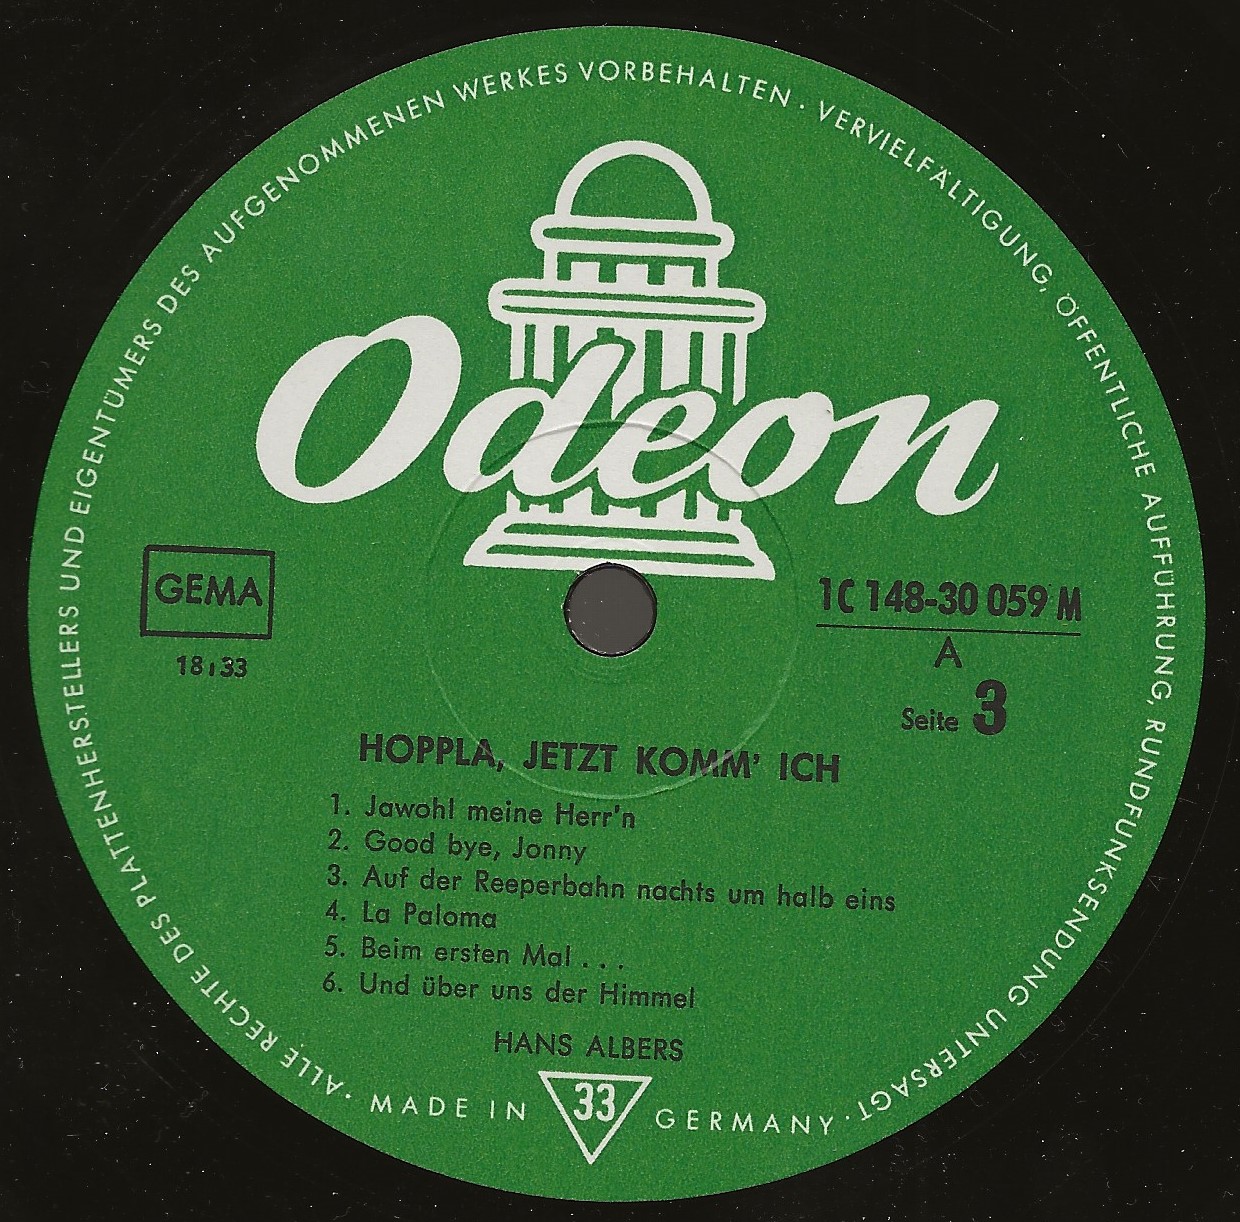 ALLE RECHTE DES PLATTENHERSTELLERS UND EIGENTÜMERS DES AUFGENOMMENEN WERKES VORBEHALTEN · VERVIELFÄLTIGUNG, ÖFFENTLICHE AUFFÜHRUNG, RUNDFUNKSENDUNG UNTERSAGT ·
Odeon
GEMA
18:33
1C 148-30 059 M
A
Seite 3
HOPPLA, JETZT KOMM' ICH
1. Jawohl meine Herr'n
2. Good bye, Jonny
3. Auf der Reeperbahn nachts um halb eins
4. La Paloma
5. Beim ersten Mal . . .
6. Und über uns der Himmel
HANS ALBERS
MADE IN 33 GERMANY